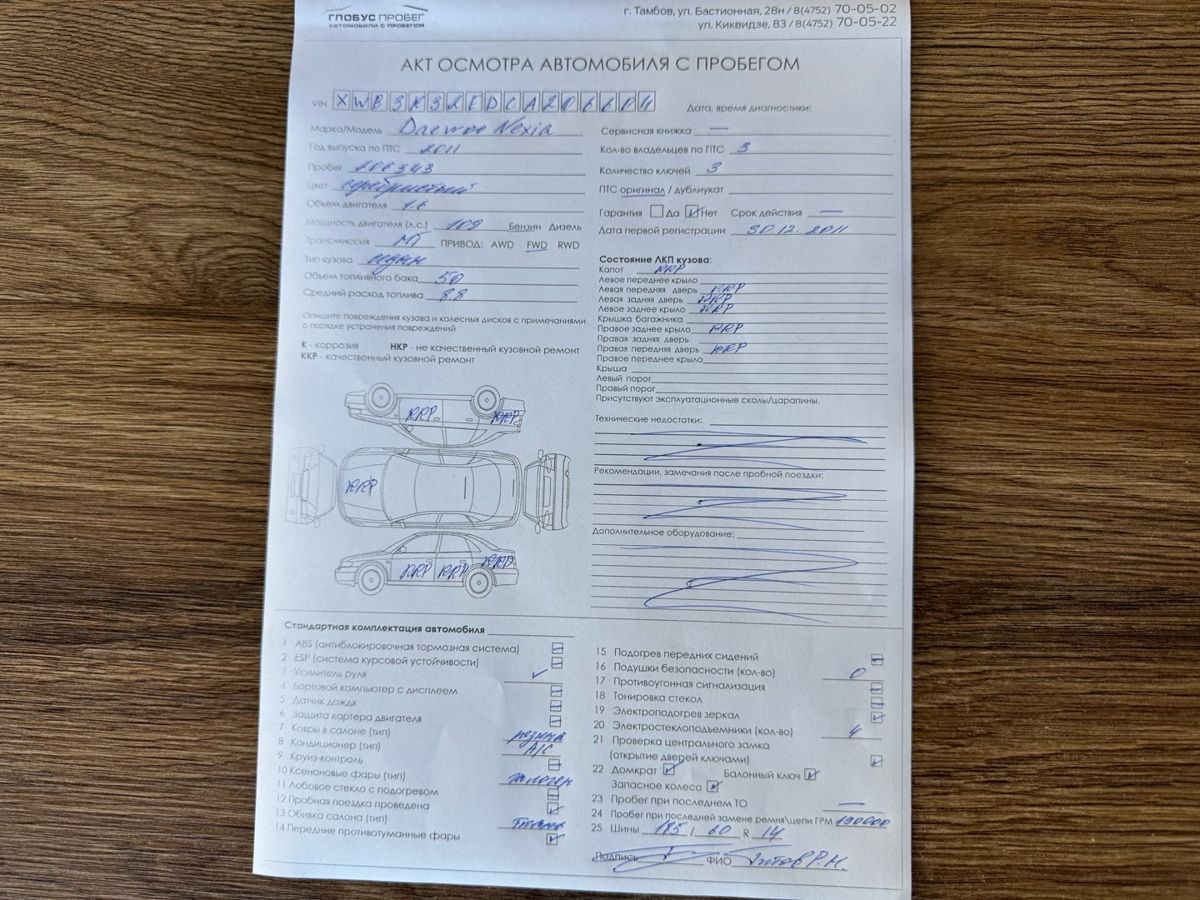 ГЛОБУС ПРОБЕГ
АВТОМОБИЛИ С ПРОБЕГОМ
г. Тамбов, ул. Бастионная, 28н / 8(4752) 70-05-02
ул. Киквидзе, 83 / 8(4752) 70-05-22
АКТ ОСМОТРА АВТОМОБИЛЯ С ПРОБЕГОМ
VIN XWB3K32EDCA206604
Дата, время диагностики:
Марка/Модель Daewoo Nexia
Год выпуска по ПТС 2011
Пробег 206343
Цвет серебристый
Объем двигателя 1.6
Мощность двигателя (л.с.) 109 Бензин Дизель
Трансмиссия МТ ПРИВОД: AWD FWD RWD
Тип кузова седан
Объем топливного бака 50
Средний расход топлива 8.8
Сервисная книжка —
Кол-во владельцев по ПТС 3
Количество ключей 3
ПТС оригинал / дубликат
Гарантия Да Нет Срок действия —
Дата первой регистрации 30.12.2011
Опишите повреждения кузова и колесных дисков с примечаниями
о порядке устранения повреждений
К - коррозия НКР - не качественный кузовной ремонт
ККР - качественный кузовной ремонт
ККР ККР
ККР
ККР ККР ККР
Состояние ЛКП кузова:
Капот ККР
Левое переднее крыло
Левая передняя дверь ККР
Левая задняя дверь ККР
Левое заднее крыло ККР
Крышка багажника
Правое заднее крыло ККР
Правая задняя дверь
Правая передняя дверь ККР
Правое переднее крыло
Крыша
Левый порог
Правый порог
Присутствуют эксплуатационные сколы/царапины.
Технические недостатки:
Рекомендации, замечания после пробной поездки:
Дополнительное оборудование:
Стандартная комплектация автомобиля
1 ABS (антиблокировочная тормозная система)
2 ESP (система курсовой устойчивости)
3 Усилитель руля
4 Бортовой компьютер с дисплеем
5 Датчик дождя
6 Защита картера двигателя
7 Ковры в салоне (тип) резина
8 Кондиционер (тип) A/C
9 Круиз-контроль
10 Ксеноновые фары (тип) галоген
11 Лобовое стекло с подогревом
12 Пробная поездка проведена
13 Обивка салона (тип) ткань
14 Передние противотуманные фары
15 Подогрев передних сидений
16 Подушки безопасности (кол-во) 0
17 Противоугонная сигнализация
18 Тонировка стекол
19 Электроподогрев зеркал
20 Электростеклоподъемники (кол-во) 4
21 Проверка центрального замка
(открытие дверей ключами)
22 Домкрат Балонный ключ
Запасное колесо
23 Пробег при последнем ТО —
24 Пробег при последней замене ремня\цепи ГРМ 190000
25 Шины 185 / 60 R 14
Подпись ФИО Р.Н.